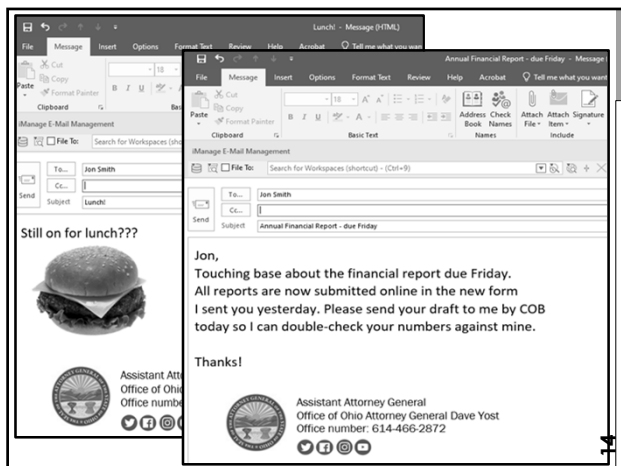 Lunch! - Message (HTML)
File Message Insert Options Format Text Review Help Acrobat Tell me what you want
Cut
Copy
Format Painter
Paste
Clipboard
18
B I U
iManage E-Mail Management
File To: Search for Workspaces
To... Jon Smith
Cc...
Send
Subject Lunch!
Still on for lunch???
Assistant
Office of
Office
Annual Financial Report - due Friday - Message
File Message Insert Options Format Text Review Help Acrobat Tell me what you want
Cut
Copy
Format Painter
Paste
Clipboard
18 A A
B I U A
Basic Text
Address Book
Check Names
Names
Attach File
Attach Item
Signature
Include
iManage E-Mail Management
File To: Search for Workspaces (shortcut) - (Ctrl+9)
To... Jon Smith
Cc...
Send
Subject Annual Financial Report - due Friday
Jon,
Touching base about the financial report due Friday.
All reports are now submitted online in the new form
I sent you yesterday. Please send your draft to me by COB
today so I can double-check your numbers against mine.
Thanks!
Assistant Attorney General
Office of Ohio Attorney General Dave Yost
Office number: 614-466-2872
14